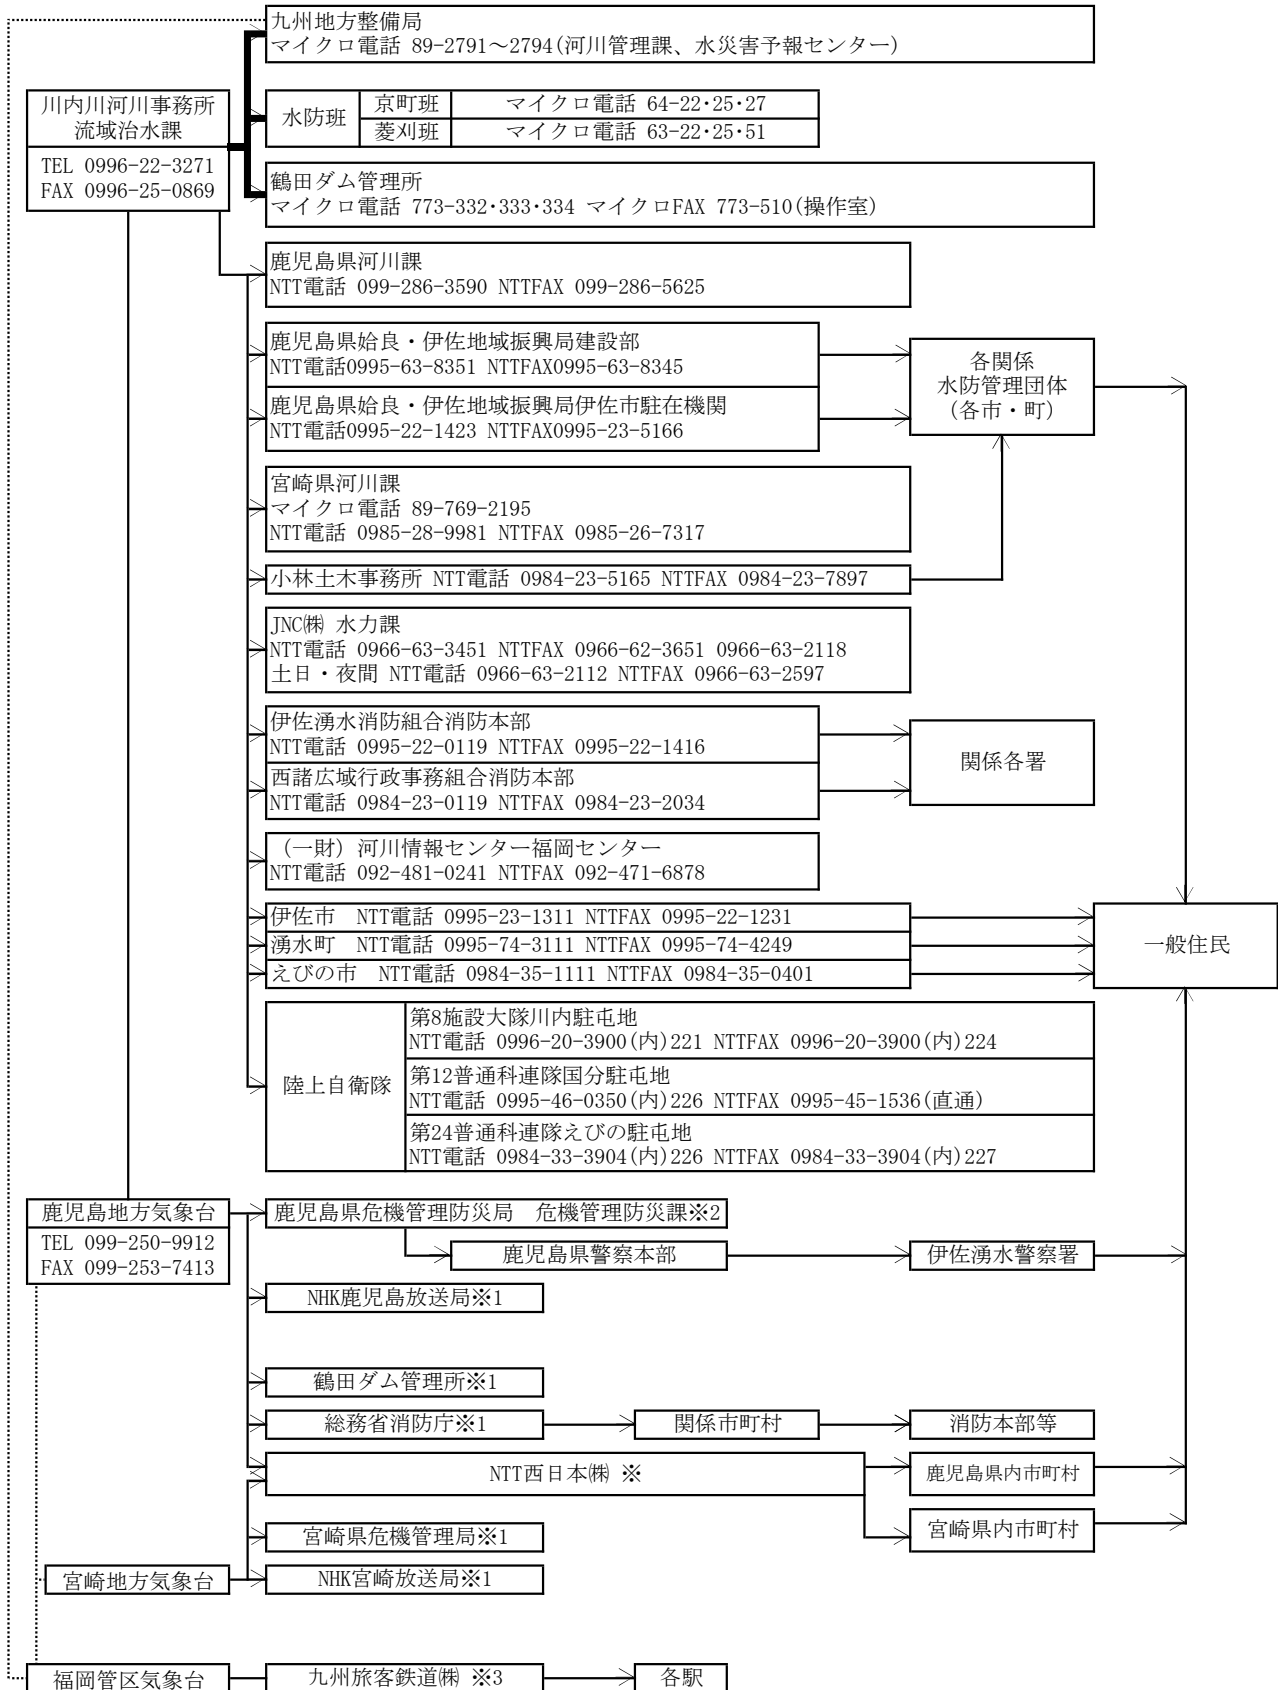 九州地方整備局
マイクロ電話 89-2791～2794(河川管理課、水災害予報センター)
川内川河川事務所
流域治水課
TEL 0996-22-3271
FAX 0996-25-0869
水防班
京町班
マイクロ電話 64-22･25･27
菱刈班
マイクロ電話 63-22･25･51
鶴田ダム管理所
マイクロ電話 773-332･333･334 マイクロFAX 773-510(操作室)
鹿児島県河川課
NTT電話 099-286-3590 NTTFAX 099-286-5625
鹿児島県姶良・伊佐地域振興局建設部
NTT電話0995-63-8351 NTTFAX0995-63-8345
鹿児島県姶良・伊佐地域振興局伊佐市駐在機関
NTT電話0995-22-1423 NTTFAX0995-23-5166
各関係
水防管理団体
(各市・町)
宮崎県河川課
マイクロ電話 89-769-2195
NTT電話 0985-28-9981 NTTFAX 0985-26-7317
小林土木事務所 NTT電話 0984-23-5165 NTTFAX 0984-23-7897
JNC㈱ 水力課
NTT電話 0966-63-3451 NTTFAX 0966-62-3651 0966-63-2118
土日・夜間 NTT電話 0966-63-2112 NTTFAX 0966-63-2597
伊佐湧水消防組合消防本部
NTT電話 0995-22-0119 NTTFAX 0995-22-1416
西諸広域行政事務組合消防本部
NTT電話 0984-23-0119 NTTFAX 0984-23-2034
関係各署
（一財）河川情報センター福岡センター
NTT電話 092-481-0241 NTTFAX 092-471-6878
伊佐市　NTT電話 0995-23-1311 NTTFAX 0995-22-1231
湧水町　NTT電話 0995-74-3111 NTTFAX 0995-74-4249
えびの市　NTT電話 0984-35-1111 NTTFAX 0984-35-0401
一般住民
陸上自衛隊
第8施設大隊川内駐屯地
NTT電話 0996-20-3900(内)221 NTTFAX 0996-20-3900(内)224
第12普通科連隊国分駐屯地
NTT電話 0995-46-0350(内)226 NTTFAX 0995-45-1536(直通)
第24普通科連隊えびの駐屯地
NTT電話 0984-33-3904(内)226 NTTFAX 0984-33-3904(内)227
鹿児島地方気象台
TEL 099-250-9912
FAX 099-253-7413
鹿児島県危機管理防災局　危機管理防災課※2
鹿児島県警察本部
伊佐湧水警察署
NHK鹿児島放送局※1
鶴田ダム管理所※1
総務省消防庁※1
関係市町村
消防本部等
NTT西日本㈱ ※
鹿児島県内市町村
宮崎県内市町村
宮崎県危機管理局※1
宮崎地方気象台
NHK宮崎放送局※1
福岡管区気象台
九州旅客鉄道㈱ ※3
各駅